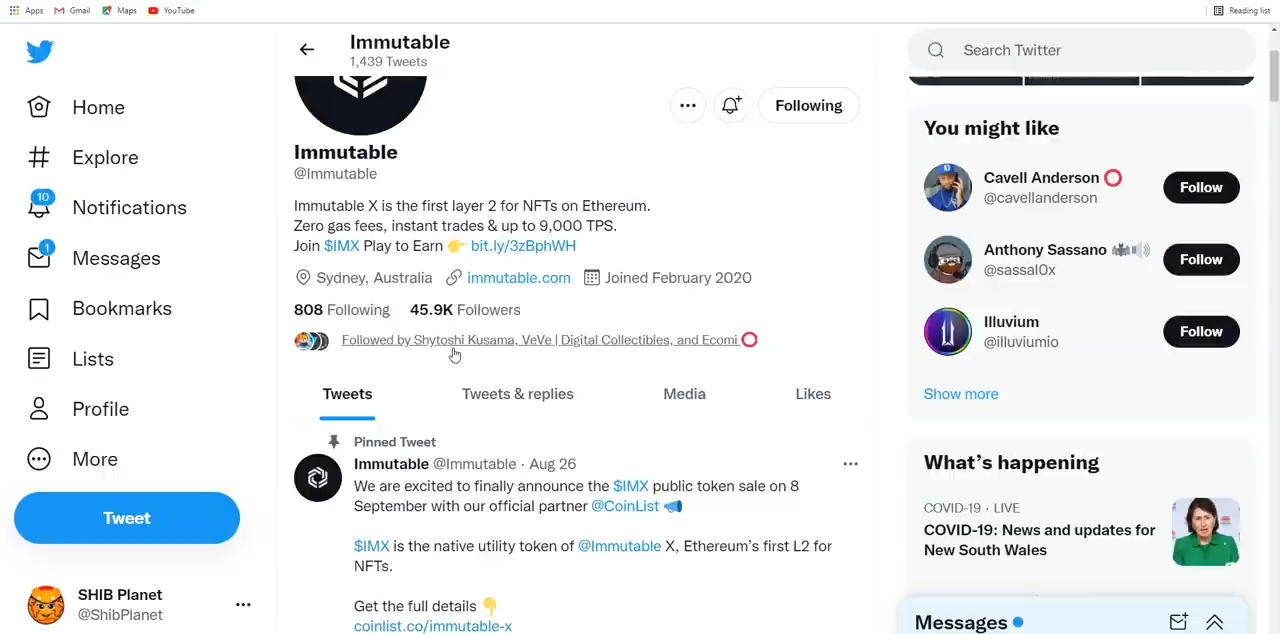 Apps Gmail Maps YouTube Reading list
Home
Explore
10
Notifications
1
Messages
Bookmarks
Lists
Profile
More
Tweet
SHIB Planet
@ShibPlanet
Immutable
1,439 Tweets
Following
Immutable
@Immutable
Immutable X is the first layer 2 for NFTs on Ethereum.
Zero gas fees, instant trades & up to 9,000 TPS.
Join $IMX Play to Earn 👉 bit.ly/3zBphWH
Sydney, Australia immutable.com Joined February 2020
808 Following 45.9K Followers
Followed by Shytoshi Kusama, VeVe | Digital Collectibles, and Ecomi ⭕
Tweets Tweets & replies Media Likes
Pinned Tweet
Immutable @Immutable · Aug 26
We are excited to finally announce the $IMX public token sale on 8
September with our official partner @CoinList 📣
$IMX is the native utility token of @Immutable X, Ethereum's first L2 for
NFTs.
Get the full details 👇
coinlist.co/immutable-x
Search Twitter
You might like
Cavell Anderson ⭕
@cavellanderson
Follow
Anthony Sassano 🦇🔊
@sassal0x
Follow
Illuvium
@illuviumio
Follow
Show more
What's happening
COVID-19 · LIVE
COVID-19: News and updates for
New South Wales
Messages